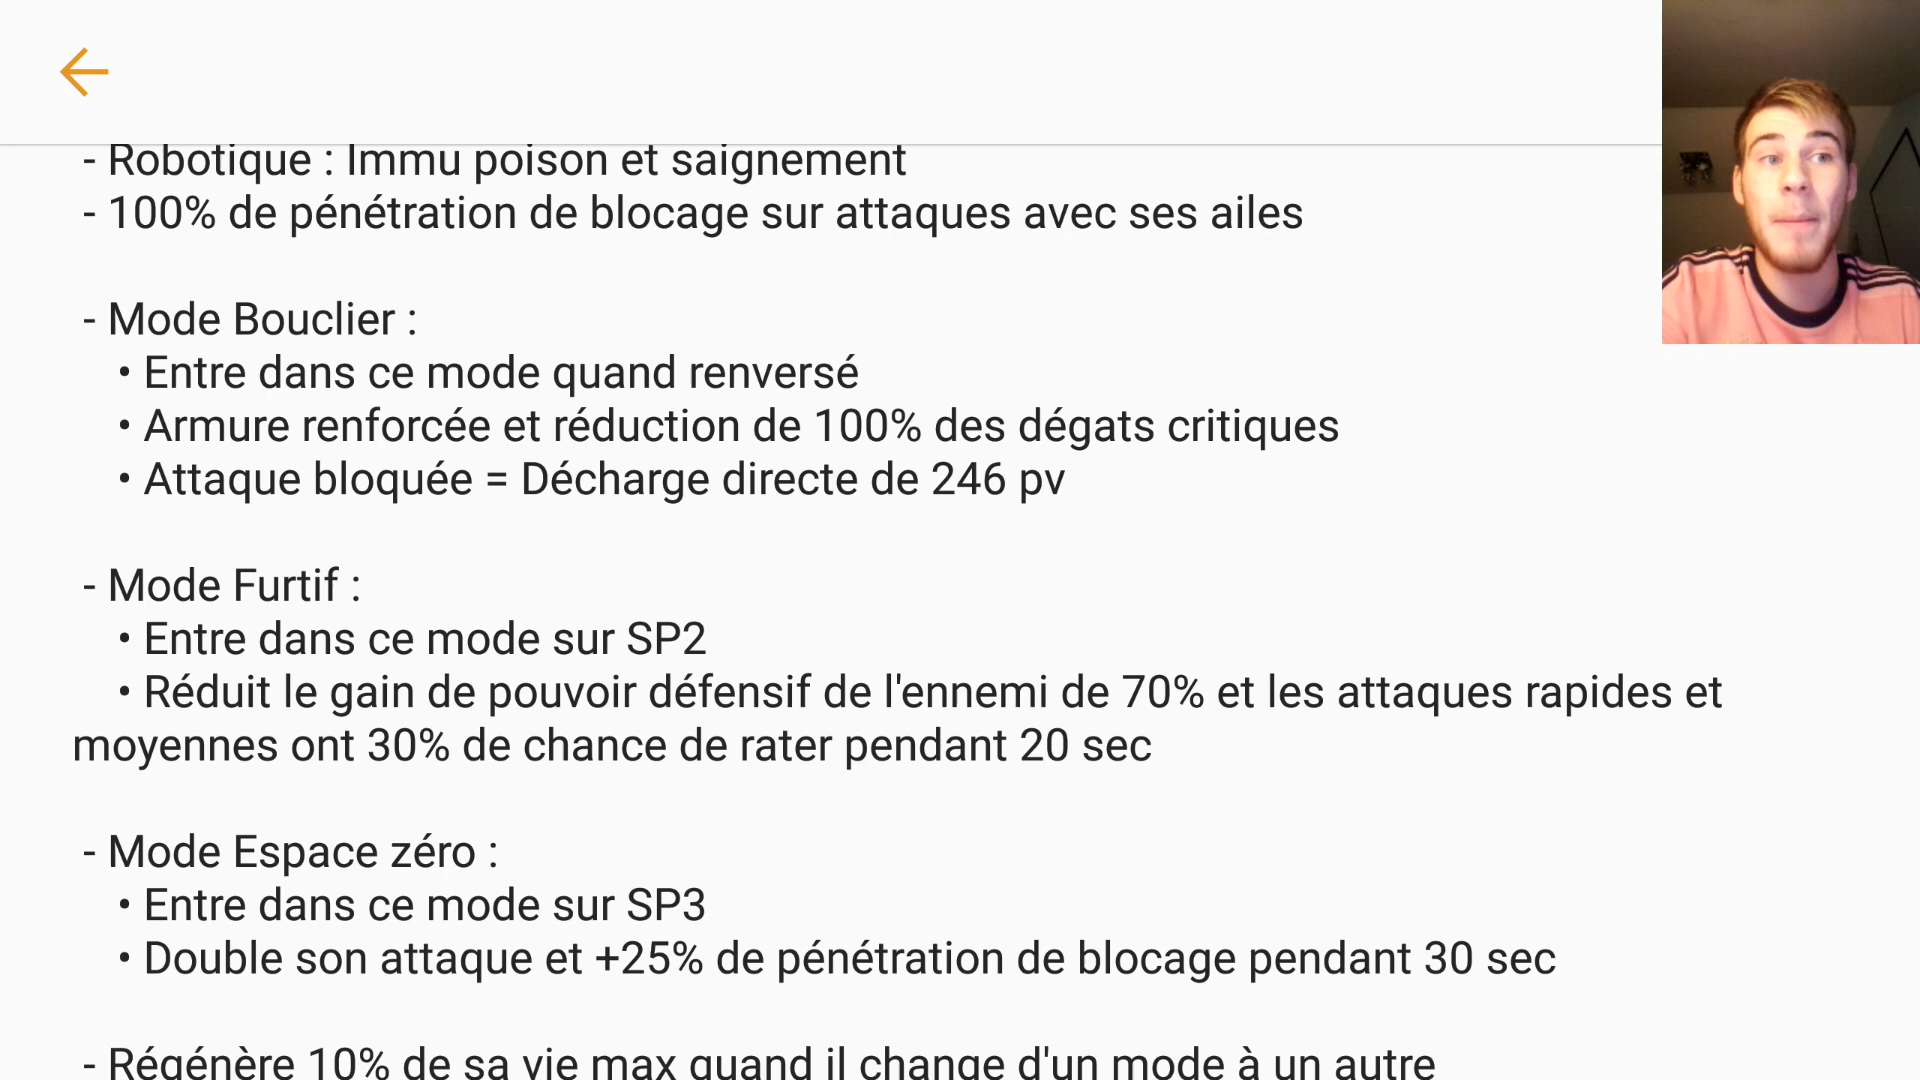 - Robotique : Immu poison et saignement
- 100% de pénétration de blocage sur attaques avec ses ailes
- Mode Bouclier :
• Entre dans ce mode quand renversé
• Armure renforcée et réduction de 100% des dégats critiques
• Attaque bloquée = Décharge directe de 246 pv
- Mode Furtif :
• Entre dans ce mode sur SP2
• Réduit le gain de pouvoir défensif de l'ennemi de 70% et les attaques rapides et
moyennes ont 30% de chance de rater pendant 20 sec
- Mode Espace zéro :
• Entre dans ce mode sur SP3
• Double son attaque et +25% de pénétration de blocage pendant 30 sec
- Régénère 10% de sa vie max quand il change d'un mode à un autre